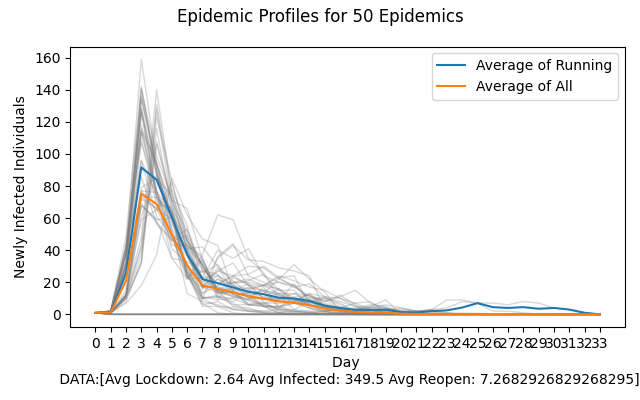 Epidemic Profiles for 50 Epidemics
Average of Running
Average of All
160
140
120
100
80
60
40
20
0
Newly Infected Individuals
0 1 2 3 4 5 6 7 8 9 10 11 12 13 14 15 16 17 18 19 20 21 22 23 24 25 26 27 28 29 30 31 32 33
Day
DATA:[Avg Lockdown: 2.64 Avg Infected: 349.5 Avg Reopen: 7.2682926829268295]